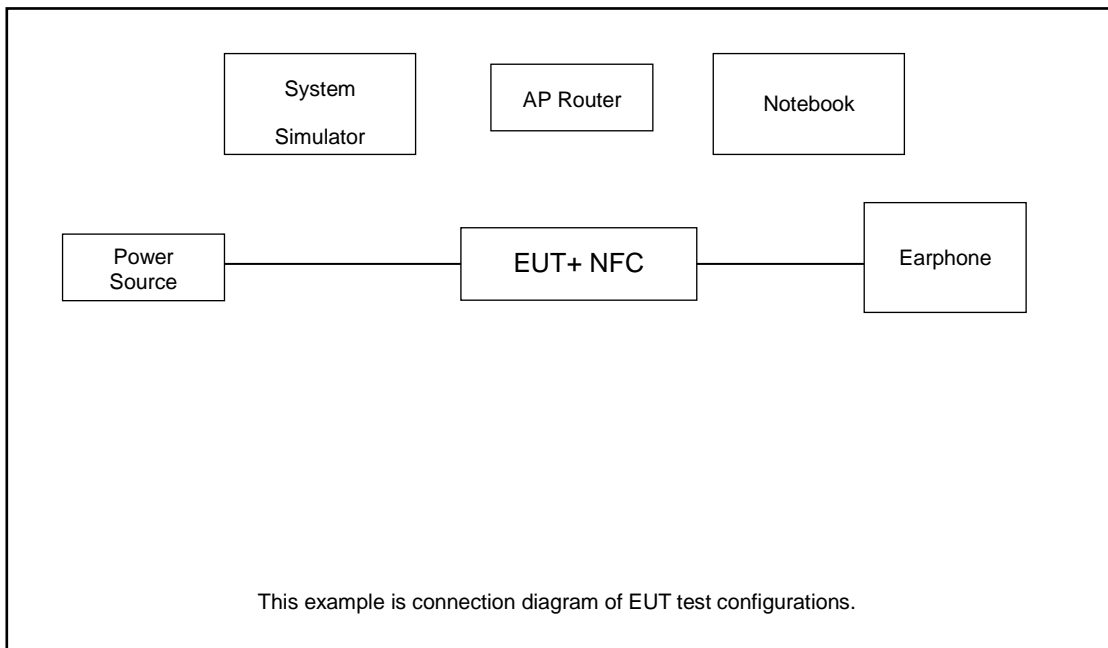 System
Simulator
AP Router
Notebook
Power
Source
EUT+ NFC
Earphone
This example is connection diagram of EUT test configurations.